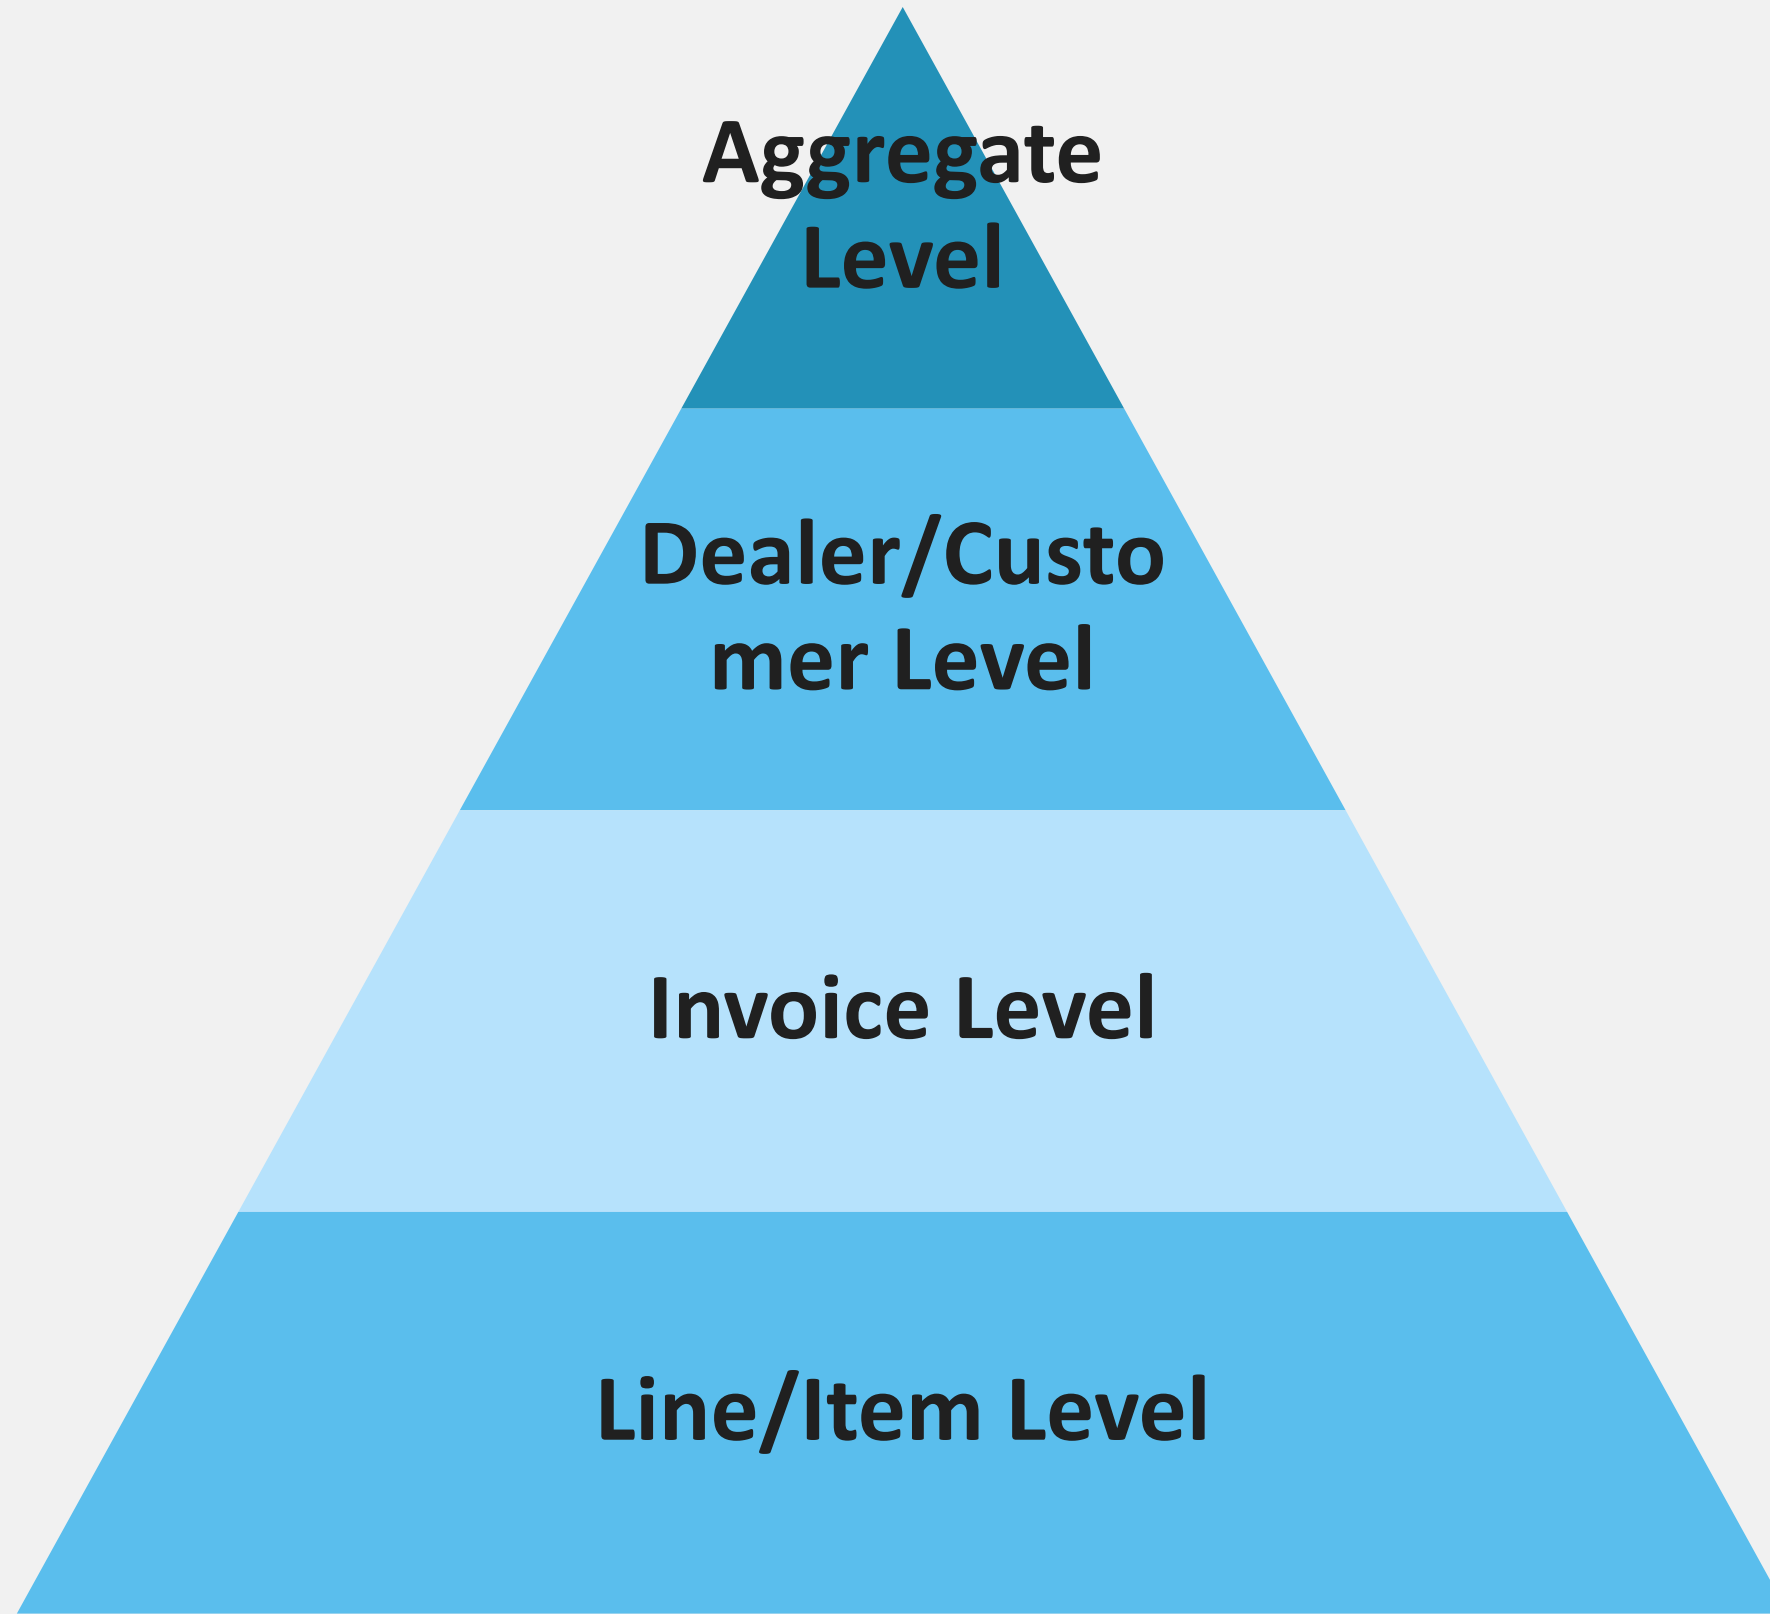 Aggregate
Level
Dealer/Custo
mer Level
Invoice Level
Line/Item Level